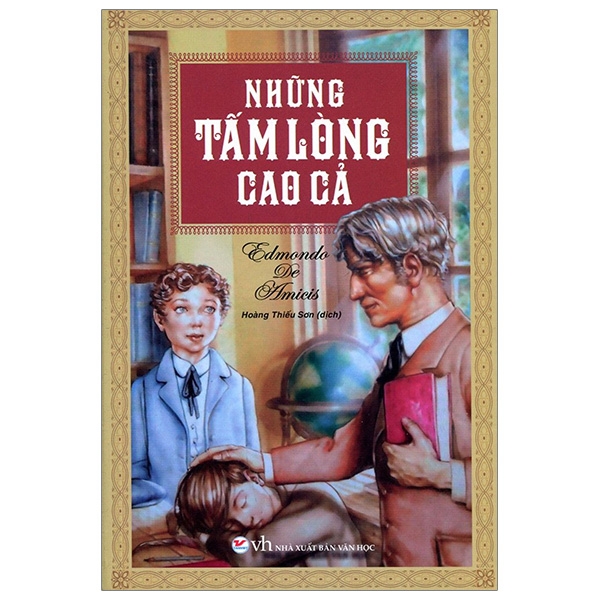 NHỮNG
TẤM LÒNG
CAO CẢ
Edmondo
De
Amicis
Hoàng Thiếu Sơn (dịch)
vh NHÀ XUẤT BẢN VĂN HỌC